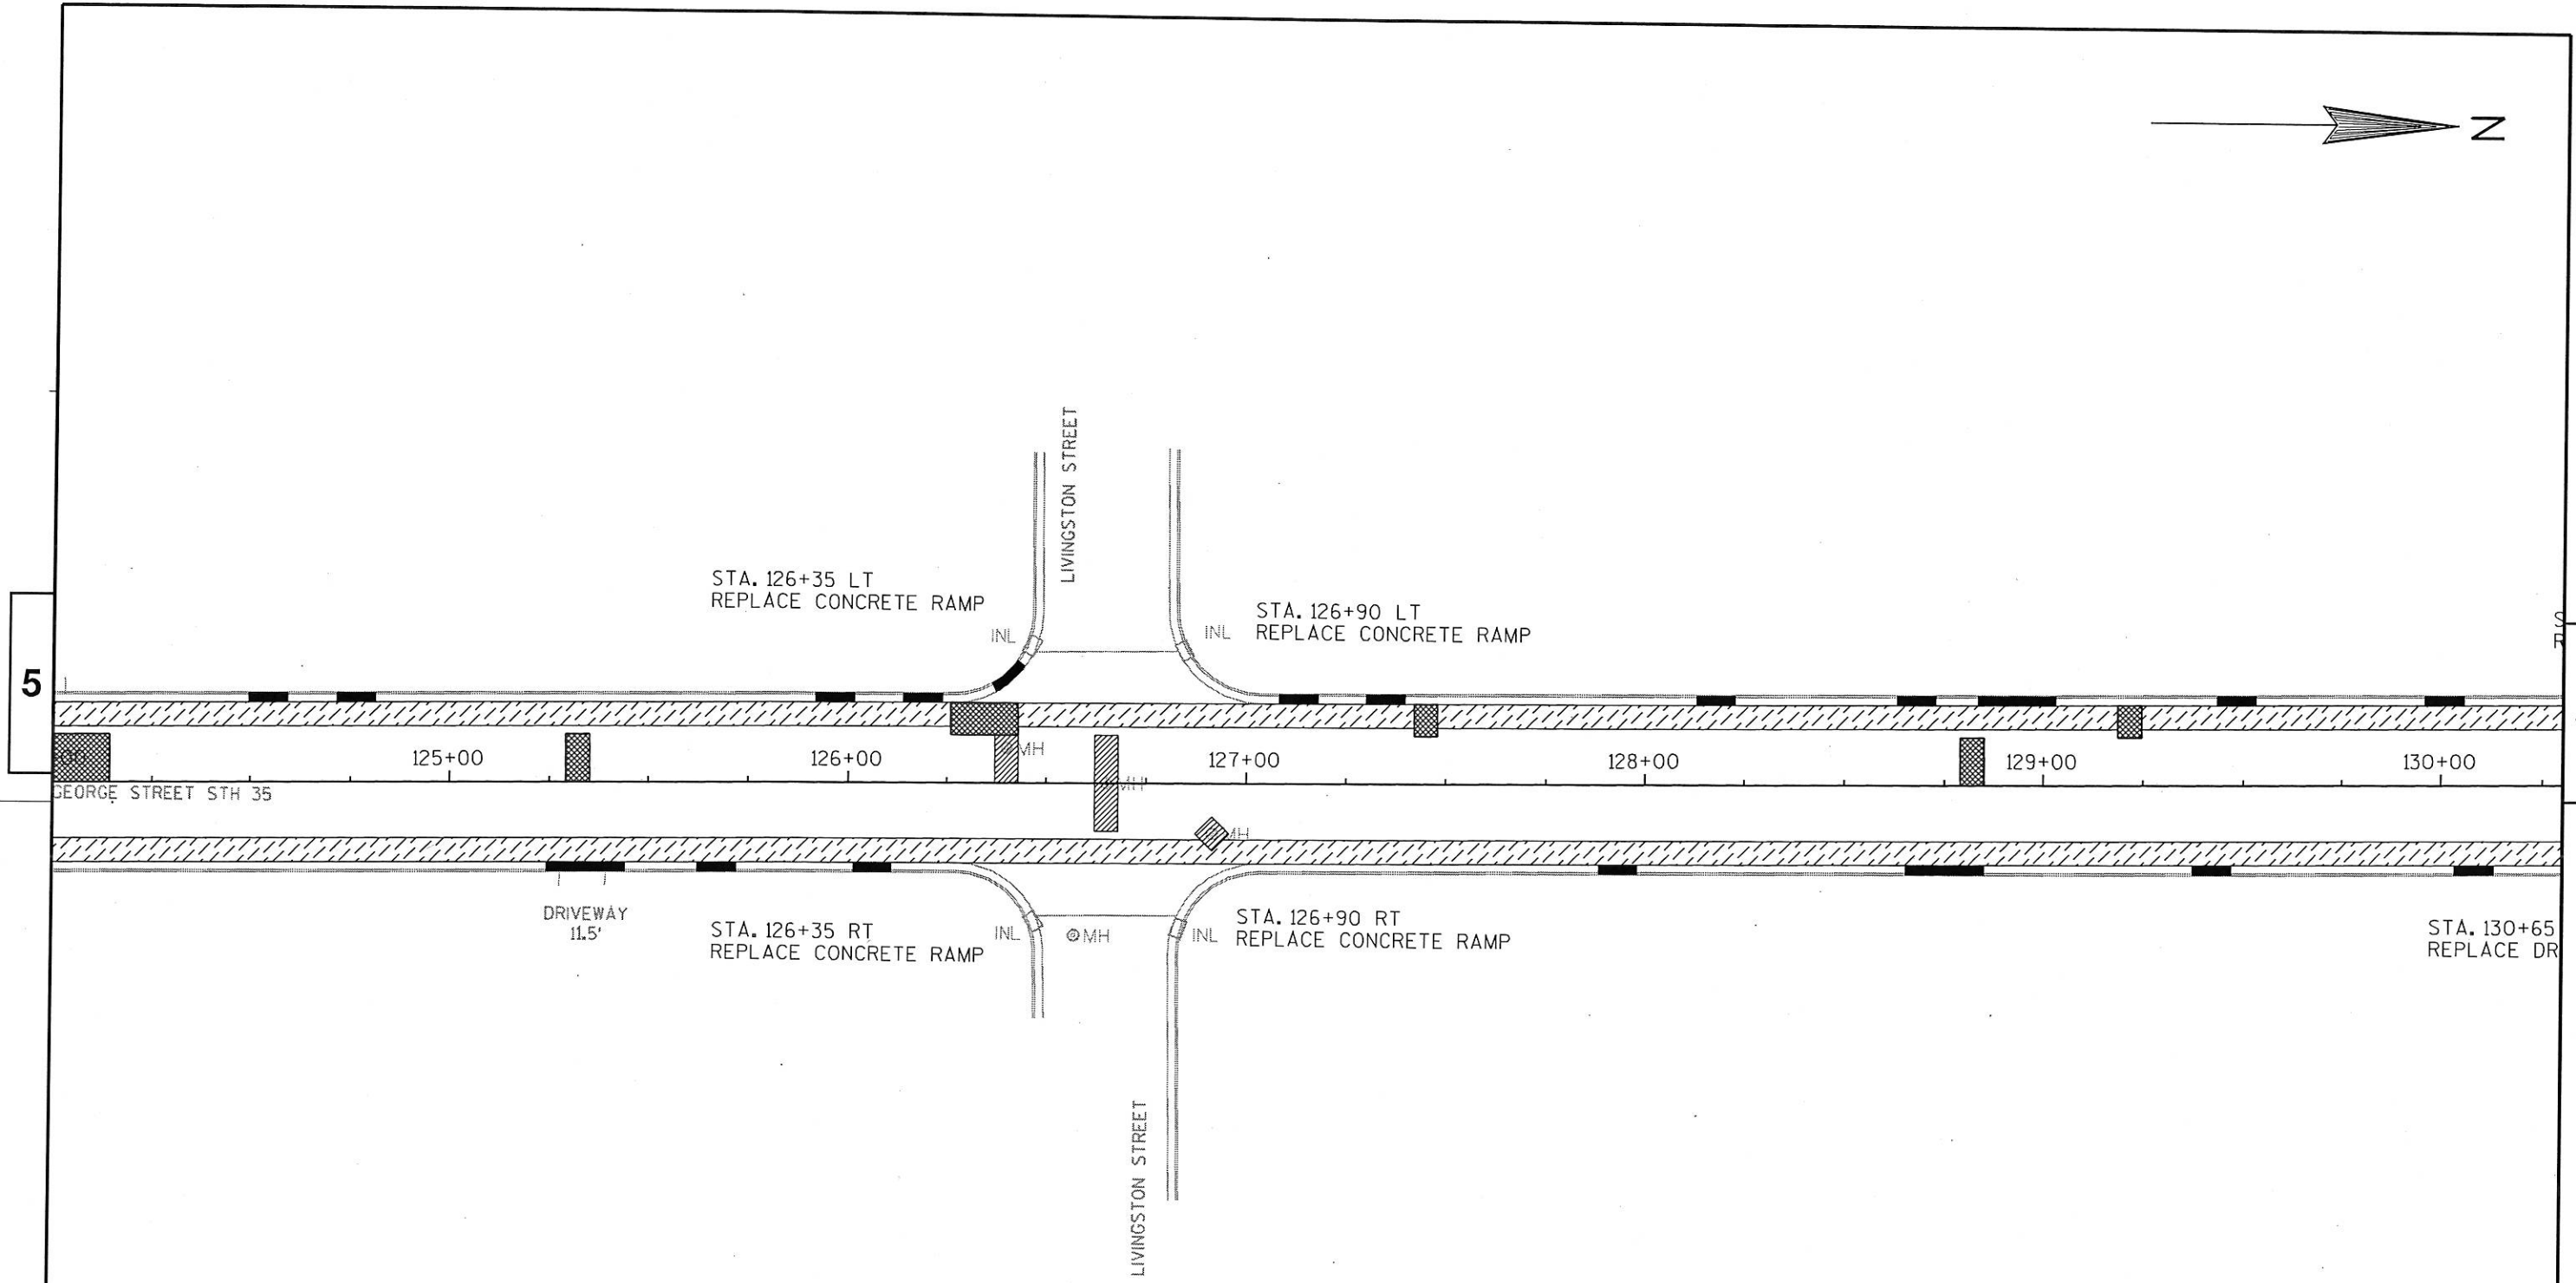 N
LIVINGSTON STREET
STA. 126+35 LT
REPLACE CONCRETE RAMP
STA. 126+90 LT
REPLACE CONCRETE RAMP
INL
INL
S
R
5
MH
00
125+00
126+00
127+00
128+00
129+00
130+00
MH
GEORGE STREET STH 35
MH
DRIVEWAY
11.5'
STA. 126+35 RT
REPLACE CONCRETE RAMP
INL
MH
INL
STA. 126+90 RT
REPLACE CONCRETE RAMP
STA. 130+65
REPLACE DR
LIVINGSTON STREET